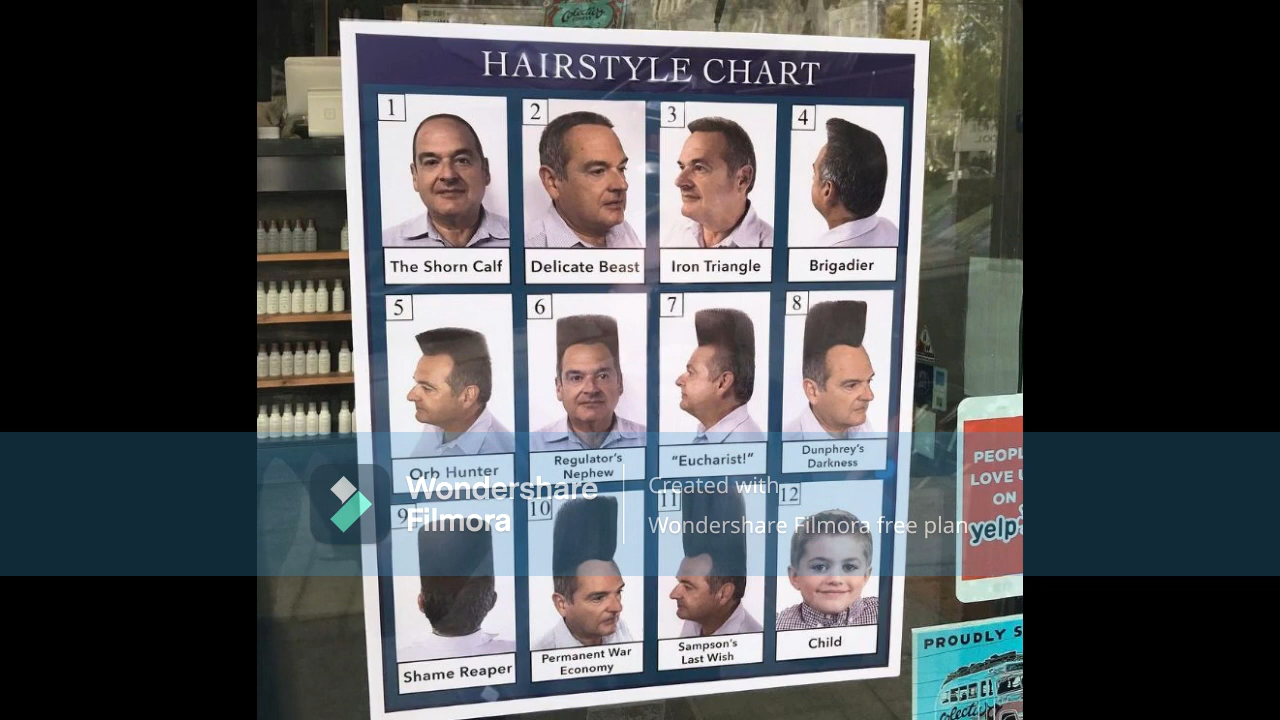 Colectivo
HAIRSTYLE CHART
1
2
3
4
The Shorn Calf
Delicate Beast
Iron Triangle
Brigadier
5
6
7
8
Orb Hunter
Regulator's
Nephew
"Eucharist!"
Dunphrey's
Darkness
9
10
11
12
Shame Reaper
Permanent War
Economy
Sampson's
Last Wish
Child
Wondershare
Filmora
Created with
Wondershare Filmora free plan
PEOPL
LOVE U
ON
yelp
PROUDLY S